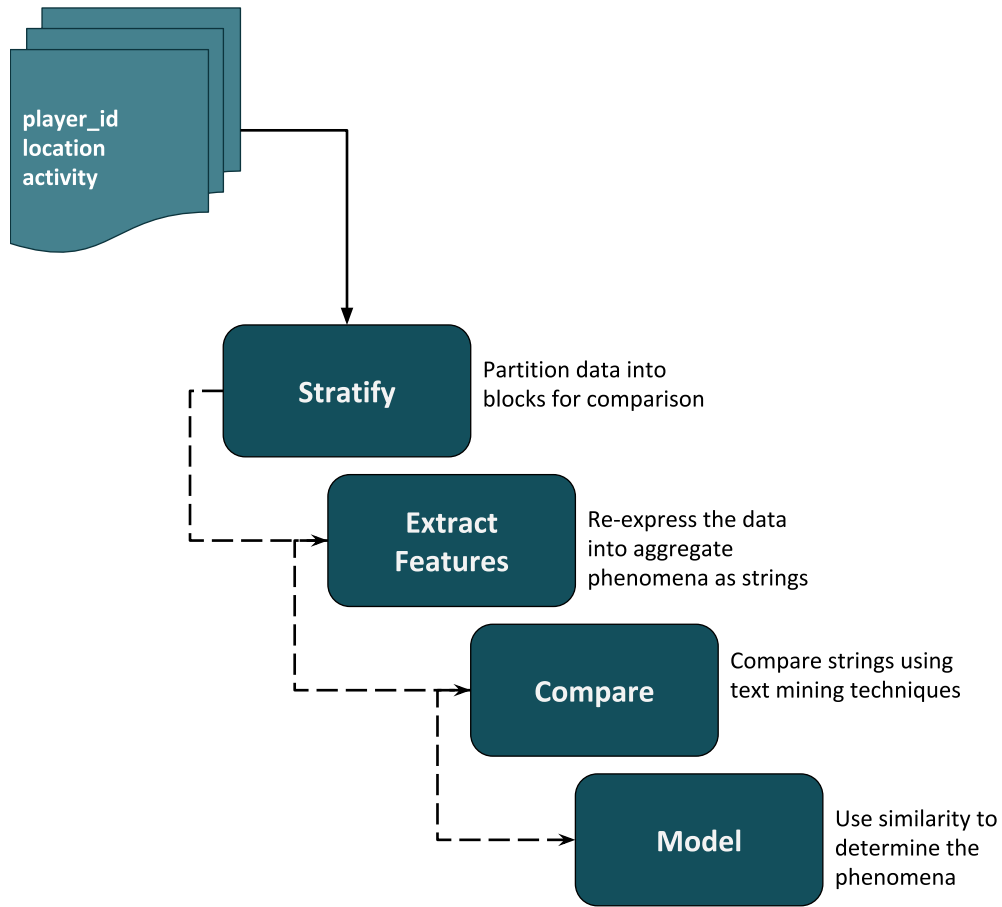 player_id
location
activity
Stratify
Partition data into
blocks for comparison
Extract
Features
Re-express the data
into aggregate
phenomena as strings
Compare
Compare strings using
text mining techniques
Model
Use similarity to
determine the
phenomena